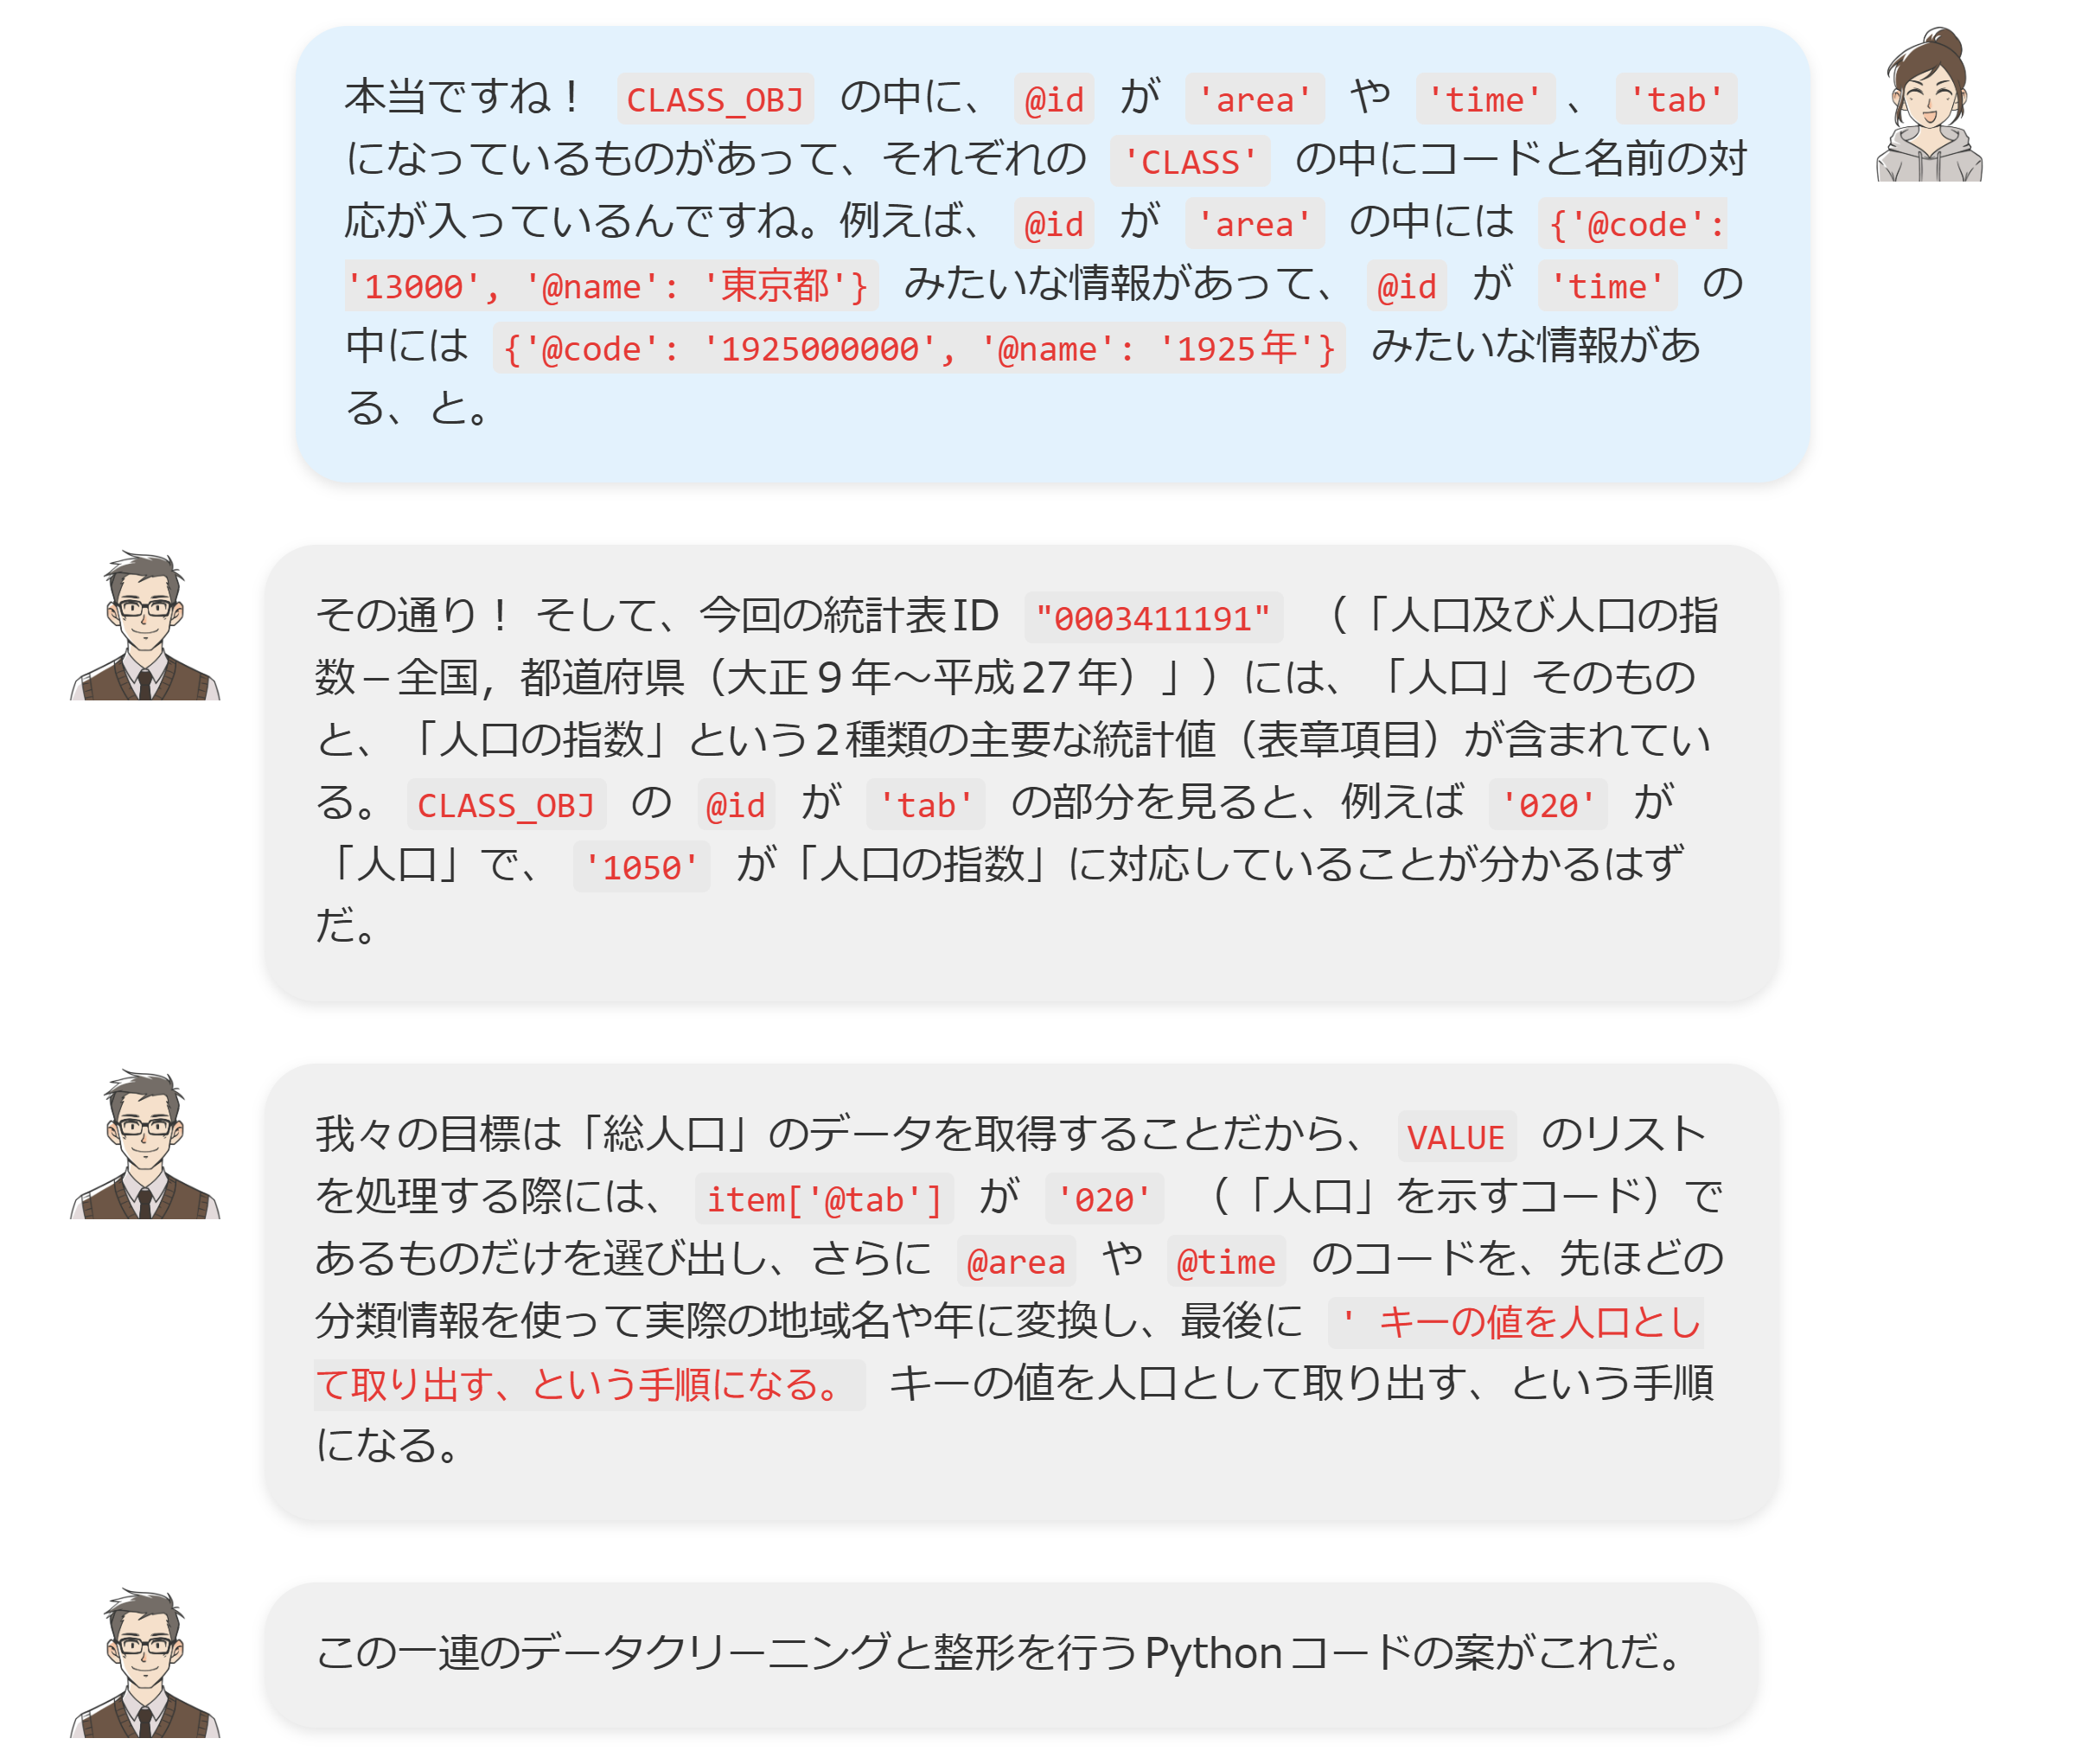 本当ですね！ CLASS_OBJ の中に、 @id が 'area' や 'time' 、 'tab'
になっているものがあって、それぞれの 'CLASS' の中にコードと名前の対
応が入っているんですね。例えば、 @id が 'area' の中には {'@code':
'13000', '@name': '東京都'} みたいな情報があって、 @id が 'time' の
中には {'@code': '1925000000', '@name': '1925年'} みたいな情報があ
る、と。
その通り！ そして、今回の統計表ID "0003411191" （「人口及び人口の指
数－全国，都道府県（大正９年～平成27年）」）には、「人口」そのもの
と、「人口の指数」という2種類の主要な統計値（表章項目）が含まれてい
る。 CLASS_OBJ の @id が 'tab' の部分を見ると、例えば '020' が
「人口」で、 '1050' が「人口の指数」に対応していることが分かるはず
だ。
我々の目標は「総人口」のデータを取得することだから、 VALUE のリスト
を処理する際には、 item['@tab'] が '020' （「人口」を示すコード）で
あるものだけを選び出し、さらに @area や @time のコードを、先ほどの
分類情報を使って実際の地域名や年に変換し、最後に ' キーの値を人口とし
て取り出す、という手順になる。 キーの値を人口として取り出す、という手順
になる。
この一連のデータクリーニングと整形を行うPythonコードの案がこれだ。